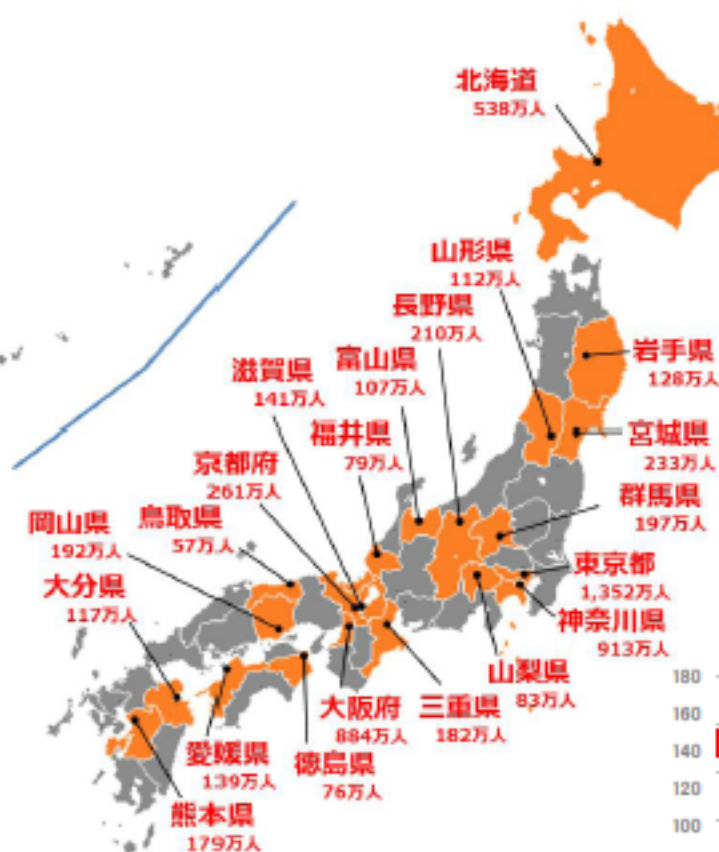 北海道
538万人
山形県
112万人
長野県
210万人
岩手県
128万人
富山県
107万人
滋賀県
141万人
福井県
79万人
宮城県
233万人
京都府
261万人
群馬県
197万人
岡山県
192万人
鳥取県
57万人
東京都
1,352万人
大分県
117万人
神奈川県
913万人
山梨県
83万人
大阪府
884万人
三重県
182万人
愛媛県
139万人
徳島県
76万人
熊本県
179万人
180
160
140
120
100